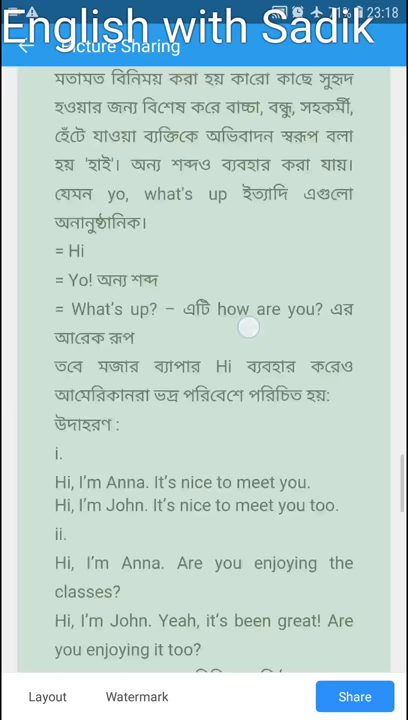 English with Sadik
71% 23:18
Picture Sharing
মতামত বিনিময় করা হয় কারো কাছে সুহৃদ
হওয়ার জন্য বিশেষ করে বাচ্চা, বন্ধু, সহকর্মী,
হেঁটে যাওয়া ব্যক্তিকে অভিবাদন স্বরূপ বলা
হয় 'হাই'। অন্য শব্দও ব্যবহার করা যায়।
যেমন yo, what's up ইত্যাদি এগুলো
অনানুষ্ঠানিক।
= Hi
= Yo! অন্য শব্দ
= What's up? – এটি how are you? এর
আরেক রূপ
তবে মজার ব্যাপার Hi ব্যবহার করেও
আমেরিকানরা ভদ্র পরিবেশে পরিচিত হয়:
উদাহরণ :
i.
Hi, I'm Anna. It's nice to meet you.
Hi, I'm John. It's nice to meet you too.
ii.
Hi, I'm Anna. Are you enjoying the
classes?
Hi, I'm John. Yeah, it's been great! Are
you enjoying it too?
Layout Watermark Share